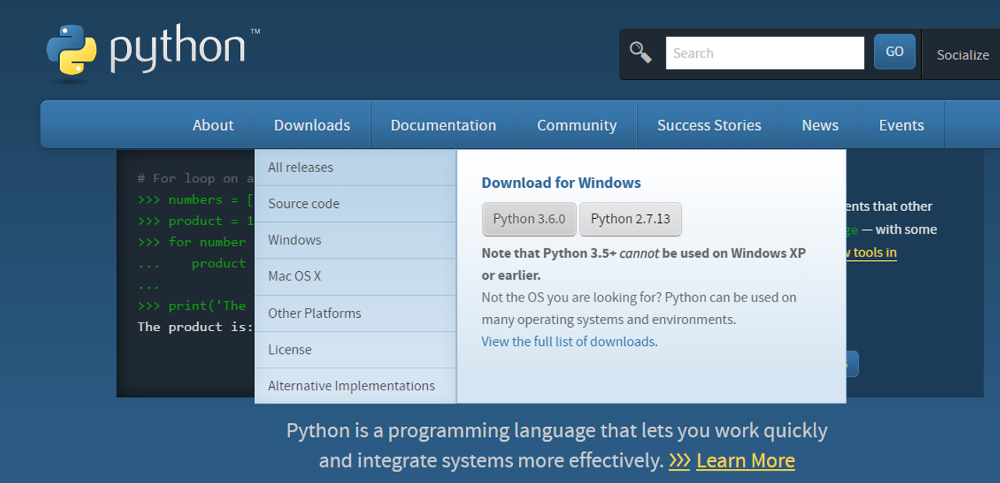 python™
Search
GO
Socialize
About
Downloads
Documentation
Community
Success Stories
News
Events
# For loop on a
>>> numbers = [
>>> product = 1
>>> for number
... product
...
>>> print('The
The product is:
All releases
Source code
Windows
Mac OS X
Other Platforms
License
Alternative Implementations
Download for Windows
Python 3.6.0
Python 2.7.13
Note that Python 3.5+ cannot be used on Windows XP
or earlier.
Not the OS you are looking for? Python can be used on
many operating systems and environments.
View the full list of downloads.
that other
— with some
tools in
Python is a programming language that lets you work quickly
and integrate systems more effectively. >>> Learn More